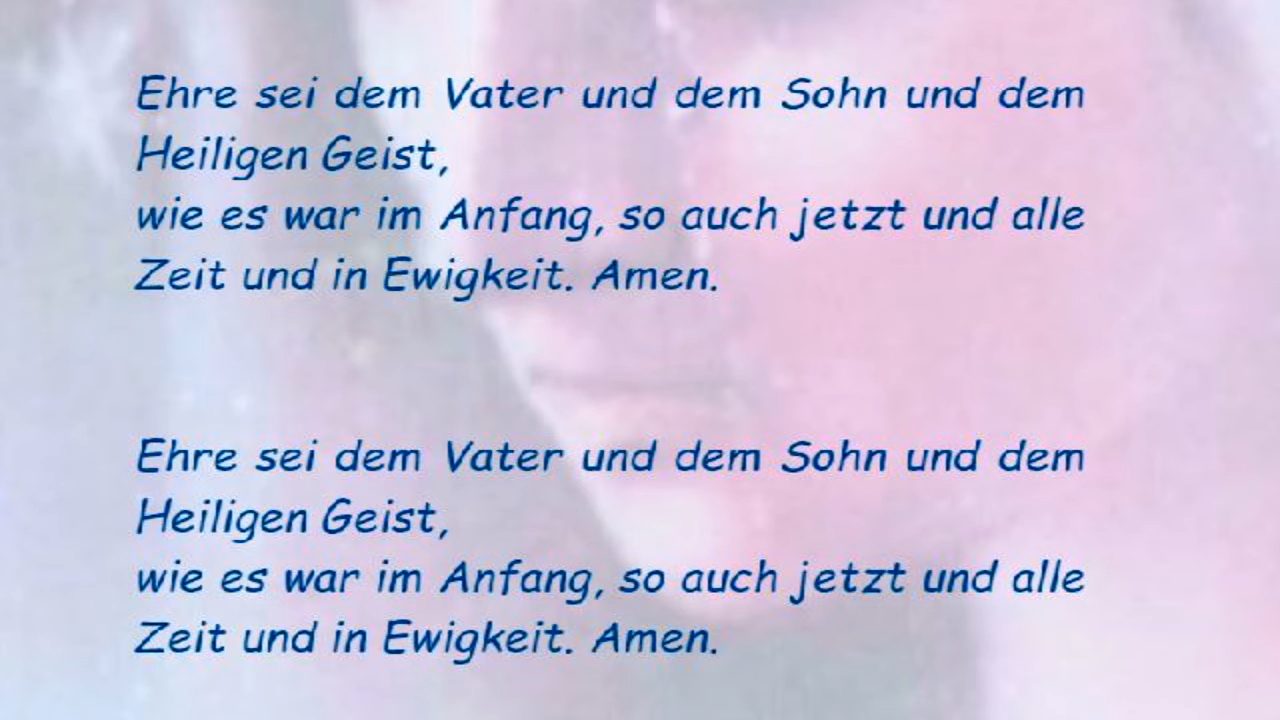 Ehre sei dem Vater und dem Sohn und dem
Heiligen Geist,
wie es war im Anfang, so auch jetzt und alle
Zeit und in Ewigkeit. Amen.
Ehre sei dem Vater und dem Sohn und dem
Heiligen Geist,
wie es war im Anfang, so auch jetzt und alle
Zeit und in Ewigkeit. Amen.